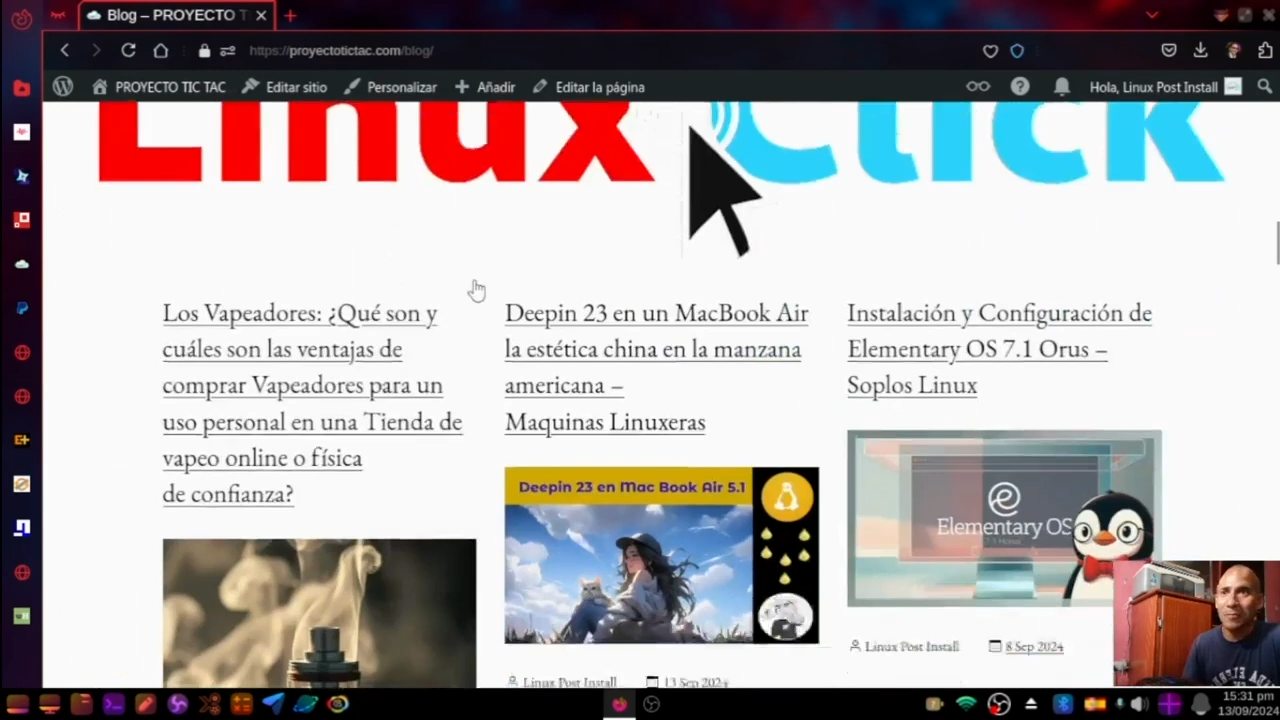 Blog – PROYECTO T
https://proyectotictac.com/blog/
PROYECTO TIC TAC
Editar sitio
Personalizar
Añadir
Editar la página
Hola, Linux Post Install
Linux Click
Los Vapeadores: ¿Qué son y
cuáles son las ventajas de
comprar Vapeadores para un
uso personal en una Tienda de
vapeo online o física
de confianza?
Deepin 23 en un MacBook Air
la estética china en la manzana
americana –
Maquinas Linuxeras
Deepin 23 en Mac Book Air 5.1
Linux Post Install
13 Sep 2024
Instalación y Configuración de
Elementary OS 7.1 Orus –
Soplos Linux
Elementary OS
Linux Post Install
8 Sep 2024
15:31 pm
13/09/2024